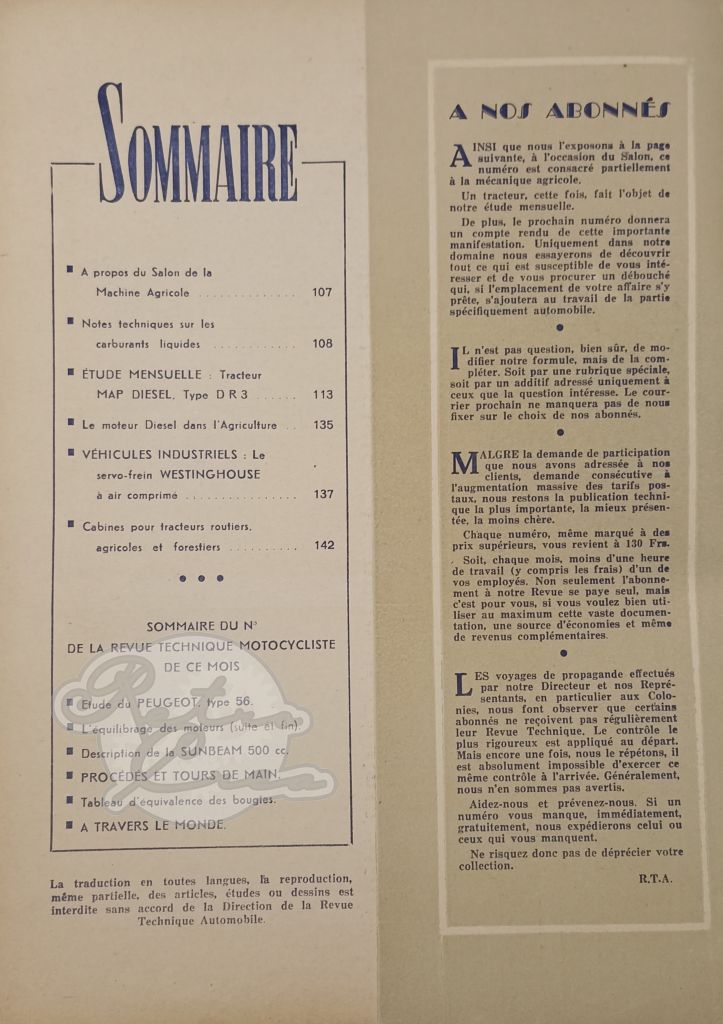 SOMMAIRE
A propos du Salon de la
Machine Agricole .............. 107
Notes techniques sur les
carburants liquides ............ 108
ÉTUDE MENSUELLE : Tracteur
MAP DIESEL, Type D R 3 ...... 113
Le moteur Diesel dans l'Agriculture .. 135
VÉHICULES INDUSTRIELS : Le
servo-frein WESTINGHOUSE
à air comprimé ................ 137
Cabines pour tracteurs routiers,
agricoles et forestiers .......... 142
SOMMAIRE DU N°
DE LA REVUE TECHNIQUE MOTOCYCLISTE
DE CE MOIS
Etude du PEUGEOT, type 56.
L'équilibrage des moteurs (suite et fin).
Description de la SUNBEAM 500 cc.
PROCÉDÉS ET TOURS DE MAIN.
Tableau d'équivalence des bougies.
A TRAVERS LE MONDE.
La traduction en toutes langues, la reproduction,
même partielle, des articles, études ou dessins est
interdite sans accord de la Direction de la Revue
Technique Automobile.
A NOS ABONNÉS
AINSI que nous l'exposons à la page
suivante, à l'occasion du Salon, ce
numéro est consacré partiellement
à la mécanique agricole.
Un tracteur, cette fois, fait l'objet de
notre étude mensuelle.
De plus, le prochain numéro donnera
un compte rendu de cette importante
manifestation. Uniquement dans notre
domaine nous essayerons de découvrir
tout ce qui est susceptible de vous inté-
resser et de vous procurer un débouché
qui, si l'emplacement de votre affaire s'y
prête, s'ajoutera au travail de la partie
spécifiquement automobile.
IL n'est pas question, bien sûr, de mo-
difier notre formule, mais de la com-
pléter. Soit par une rubrique spéciale,
soit par un additif adressé uniquement à
ceux que la question intéresse. Le cour-
rier prochain ne manquera pas de nous
fixer sur le choix de nos abonnés.
MALGRE la demande de participation
que nous avons adressée à nos
clients, demande consécutive à
l'augmentation massive des tarifs pos-
taux, nous restons la publication techni-
que la plus importante, la mieux présen-
tée, la moins chère.
Chaque numéro, même marqué à des
prix supérieurs, vous revient à 130 Frs.
Soit, chaque mois, moins d'une heure
de travail (y compris les frais) d'un de
vos employés. Non seulement l'abonne-
ment à notre Revue se paye seul, mais
c'est pour vous, si vous voulez bien uti-
liser au maximum cette vaste documen-
tation, une source d'économies et même
de revenus complémentaires.
LES voyages de propagande effectués
par notre Directeur et nos Repré-
sentants, en particulier aux Colo-
nies, nous font observer que certains
abonnés ne reçoivent pas régulièrement
leur Revue Technique. Le contrôle le
plus rigoureux est appliqué au départ.
Mais encore une fois, nous le répétons, il
est absolument impossible d'exercer ce
même contrôle à l'arrivée. Généralement,
nous n'en sommes pas avertis.
Aidez-nous et prévenez-nous. Si un
numéro vous manque, immédiatement,
gratuitement, nous expédierons celui ou
ceux qui vous manquent.
Ne risquez donc pas de déprécier votre
collection.
R.T.A.